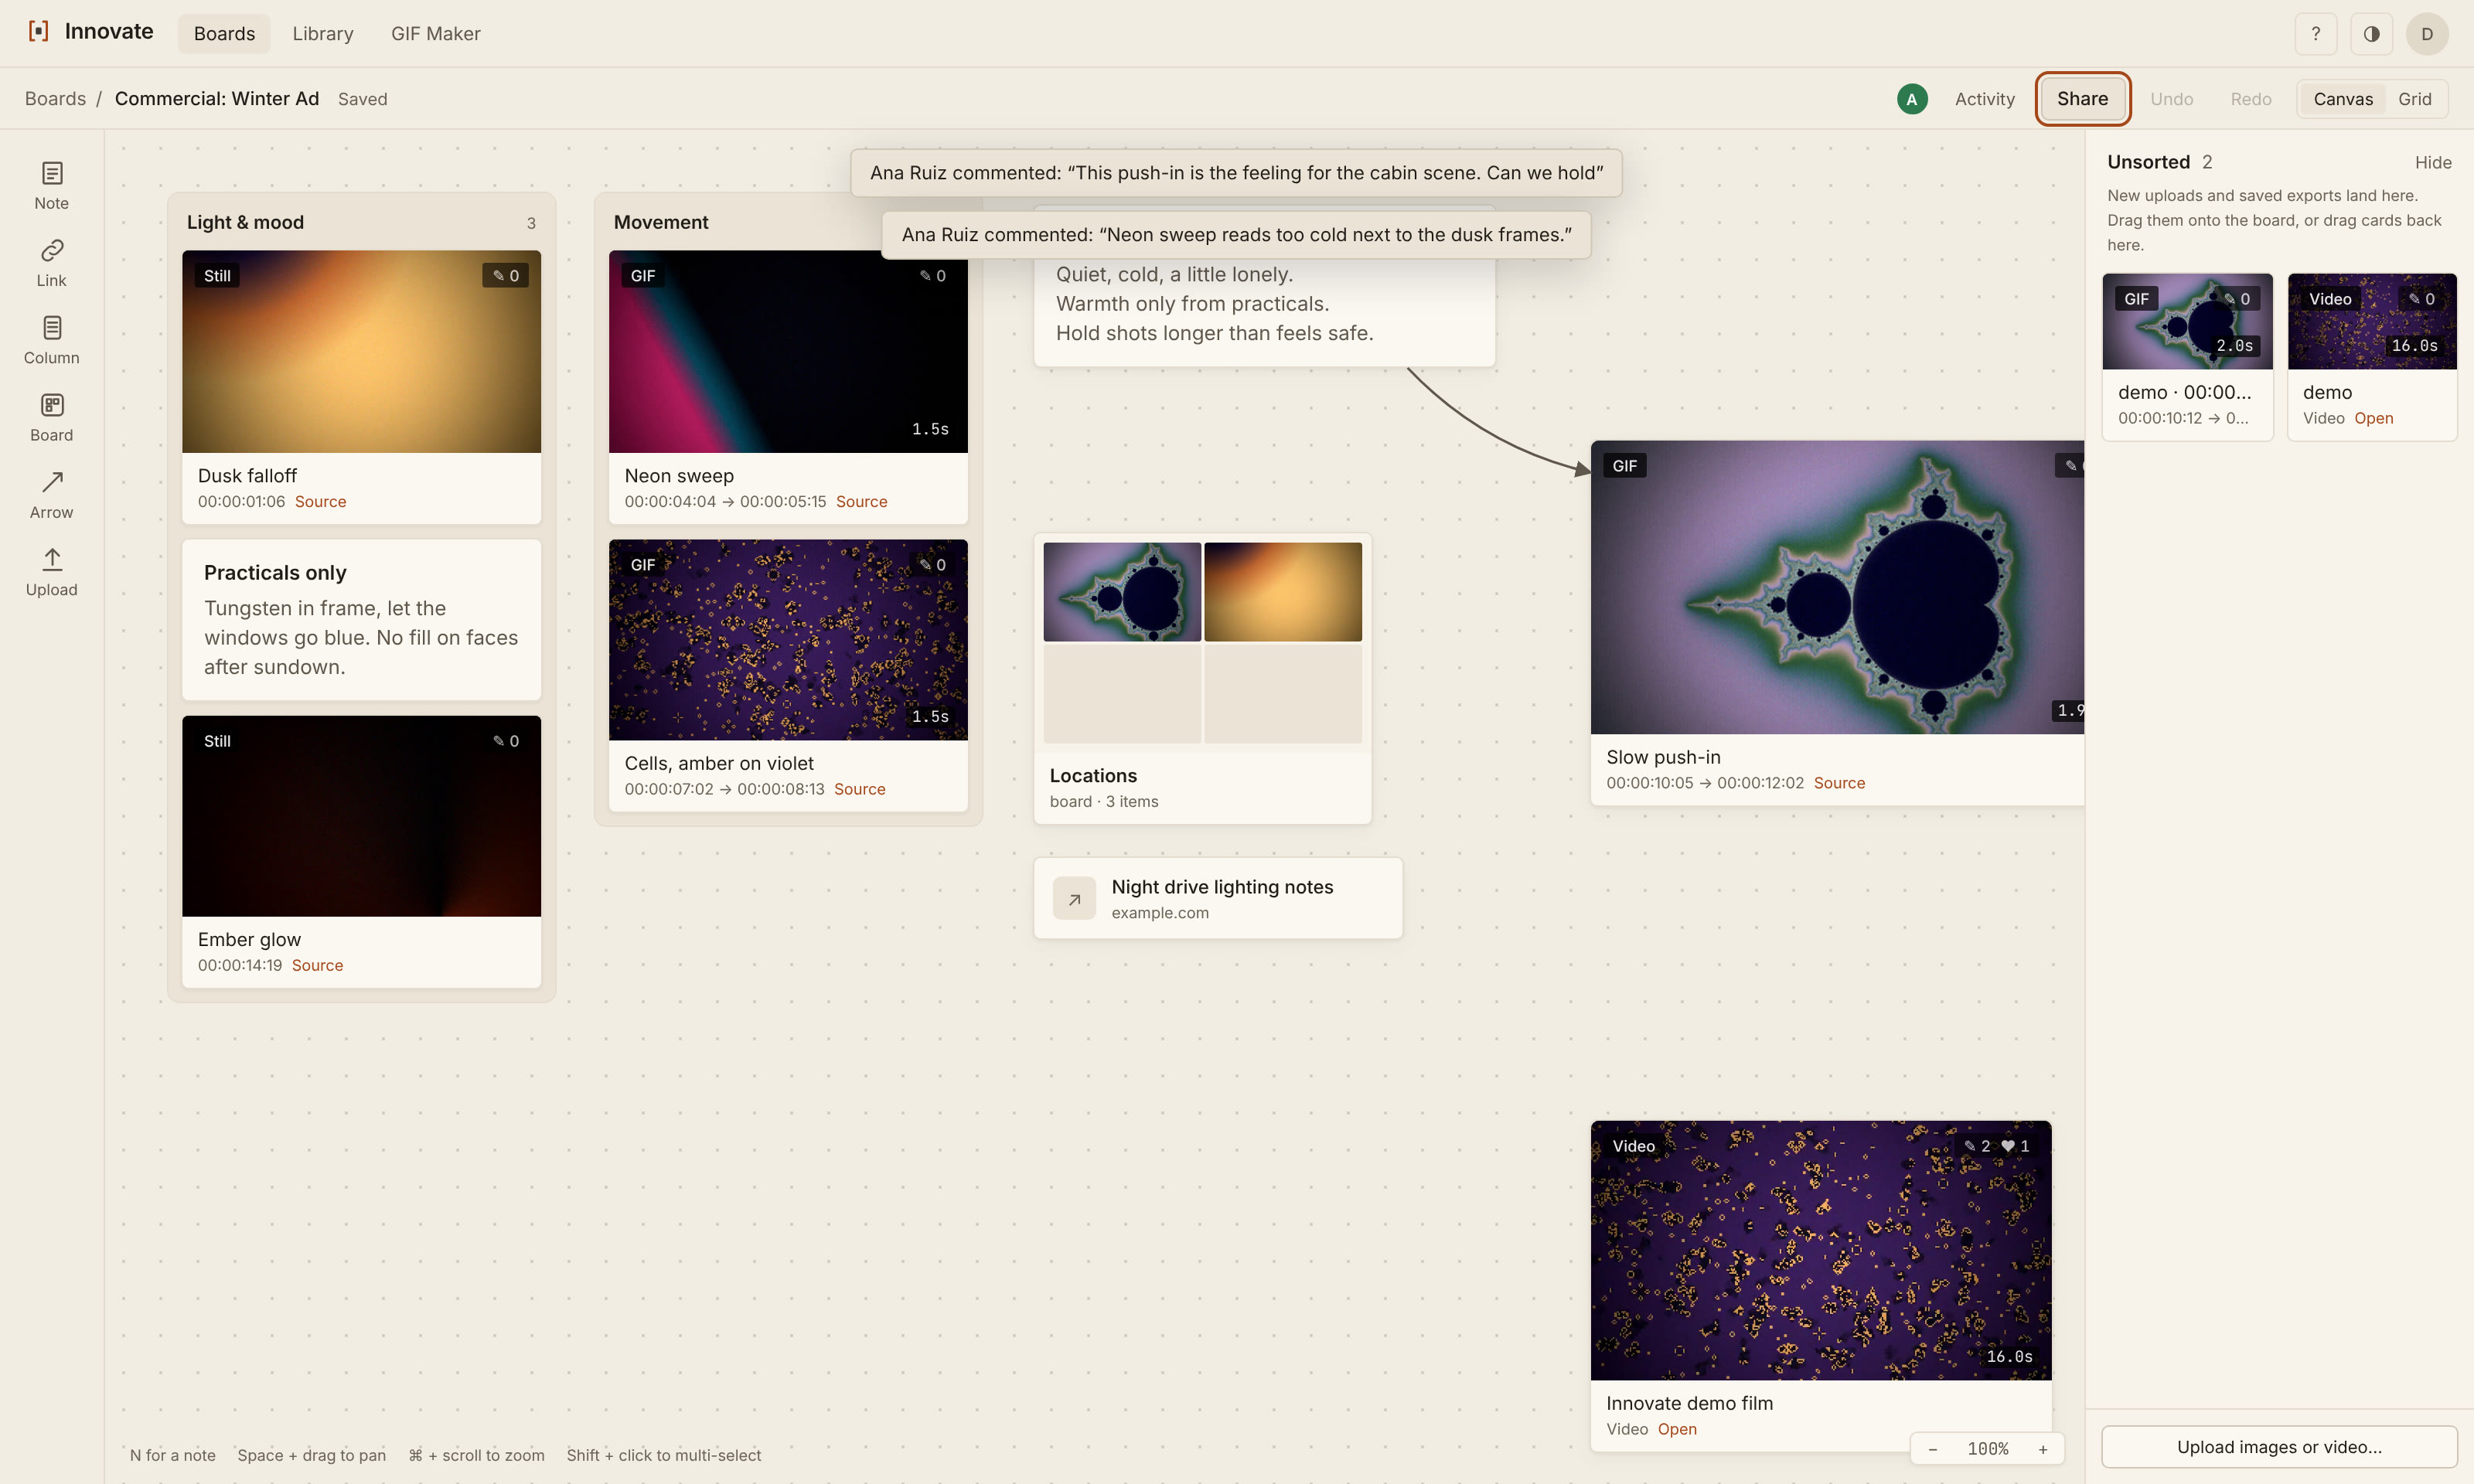 Innovate
Boards
Library
GIF Maker
?
D
Boards / Commercial: Winter Ad
Saved
A
Activity
Share
Undo
Redo
Canvas
Grid
Note
Link
Column
Board
Arrow
Upload
Ana Ruiz commented: “This push-in is the feeling for the cabin scene. Can we hold”
Ana Ruiz commented: “Neon sweep reads too cold next to the dusk frames.”
Light & mood
3
Still
✎ 0
Dusk falloff
00:00:01:06 Source
Practicals only
Tungsten in frame, let the
windows go blue. No fill on faces
after sundown.
Still
✎ 0
Ember glow
00:00:14:19 Source
Movement
GIF
✎ 0
1.5s
Neon sweep
00:00:04:04 → 00:00:05:15 Source
GIF
✎ 0
1.5s
Cells, amber on violet
00:00:07:02 → 00:00:08:13 Source
Quiet, cold, a little lonely.
Warmth only from practicals.
Hold shots longer than feels safe.
Locations
board · 3 items
Night drive lighting notes
example.com
GIF
✎
1.9
Slow push-in
00:00:10:05 → 00:00:12:02 Source
Video
✎ 2 ♥ 1
16.0s
Innovate demo film
Video Open
Unsorted 2
Hide
New uploads and saved exports land here.
Drag them onto the board, or drag cards back
here.
GIF
✎ 0
2.0s
demo · 00:00...
00:00:10:12 → 0...
Video
✎ 0
16.0s
demo
Video Open
N for a note
Space + drag to pan
⌘ + scroll to zoom
Shift + click to multi-select
− 100% +
Upload images or video...